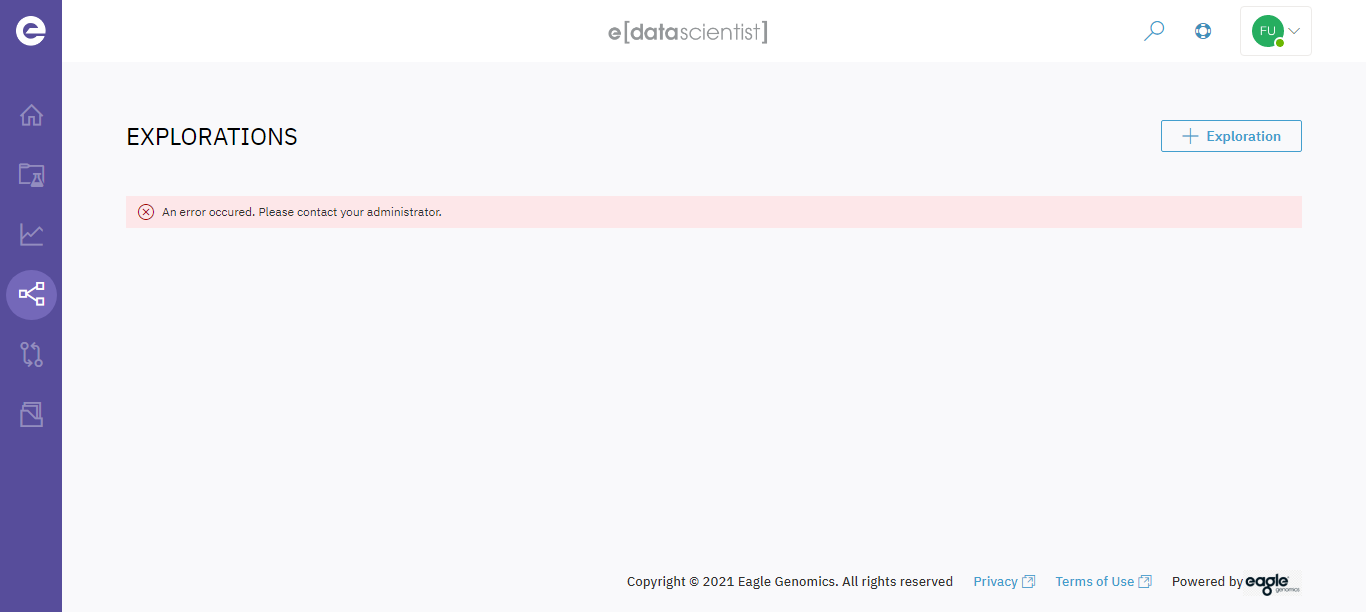 e
e[datascientist]
FU
EXPLORATIONS
Exploration
An error occured. Please contact your administrator.
Copyright © 2021 Eagle Genomics. All rights reserved Privacy Terms of Use Powered by eagle genomics